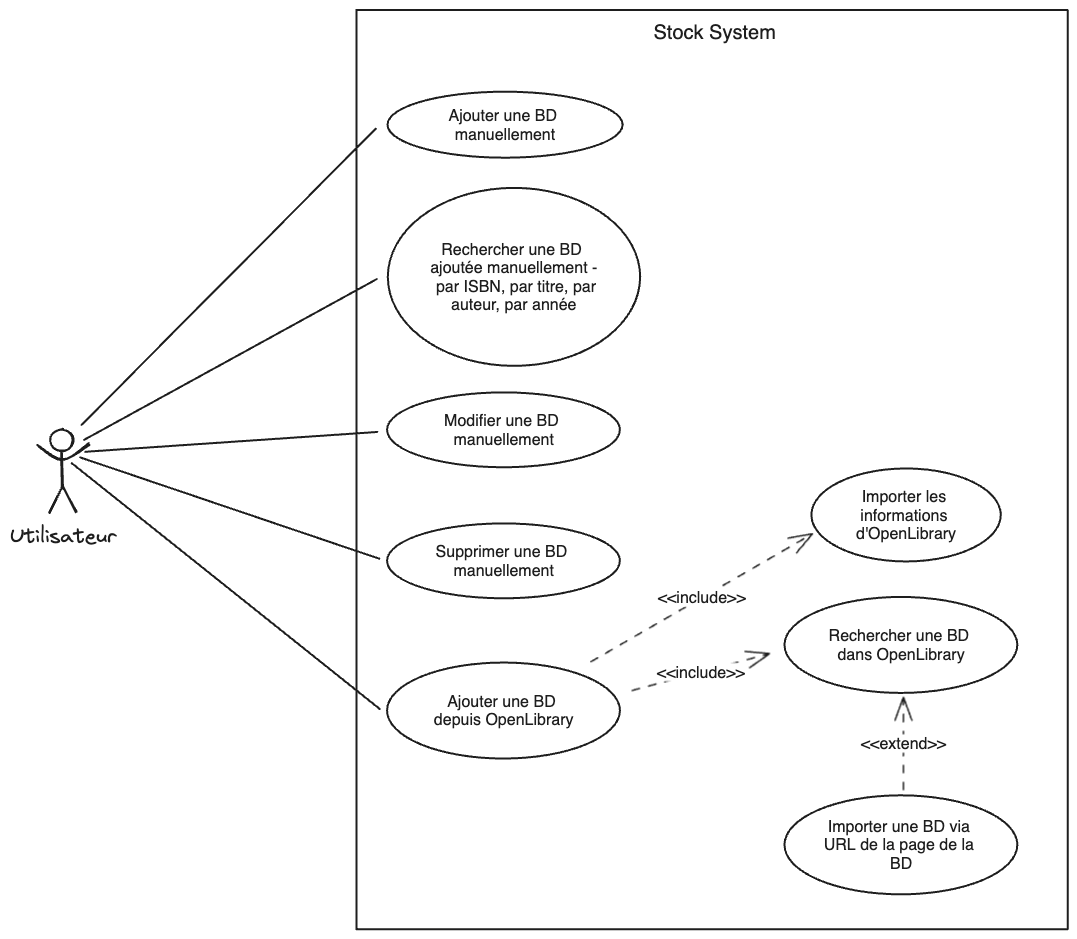 Stock System
Ajouter une BD
manuellement
Rechercher une BD
ajoutée manuellement -
par ISBN, par titre, par
auteur, par année
Modifier une BD
manuellement
Utilisateur
Supprimer une BD
manuellement
Importer les
informations
d'OpenLibrary
<<include>>
Rechercher une BD
dans OpenLibrary
<<include>>
Ajouter une BD
depuis OpenLibrary
<<extend>>
Importer une BD via
URL de la page de la
BD